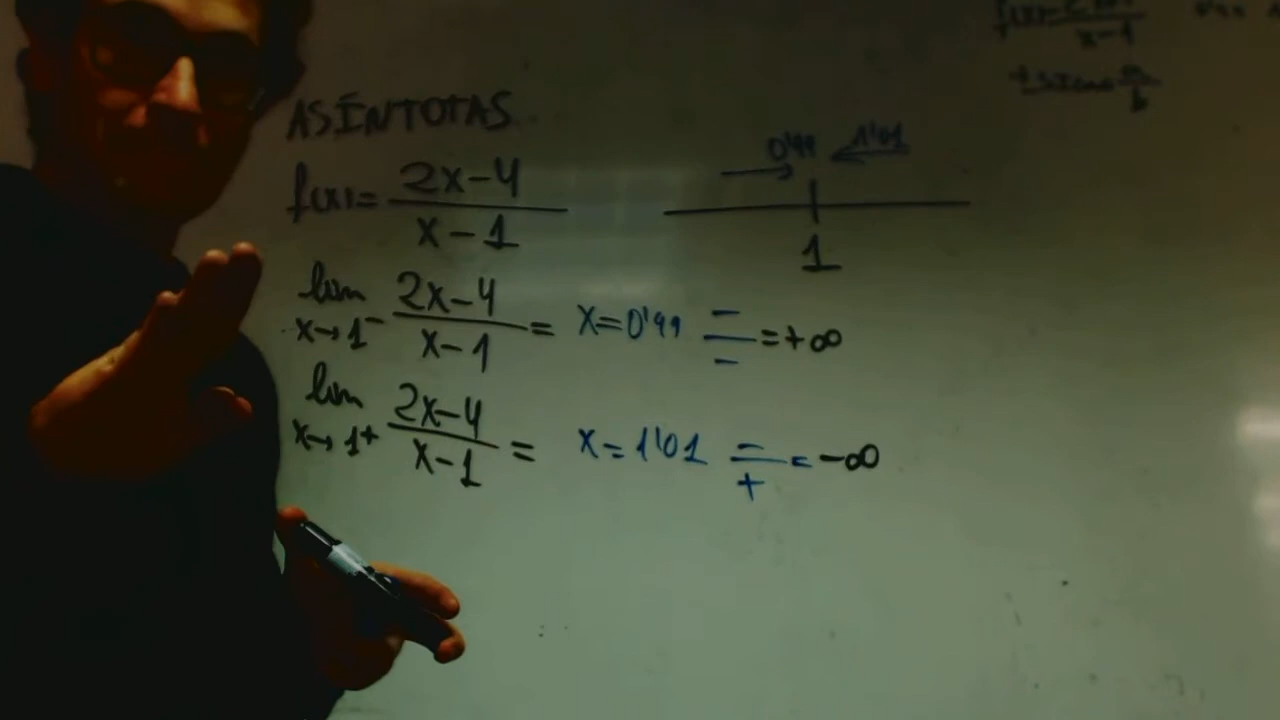 ASÍNTOTAS
f(x)= 2x-4 / x-1
0'99 1'01
1
lim x→1⁻ 2x-4 / x-1 = x=0'99 - / - =+∞
lim x→1⁺ 2x-4 / x-1 = x=1'01 - / + = -∞
x-1